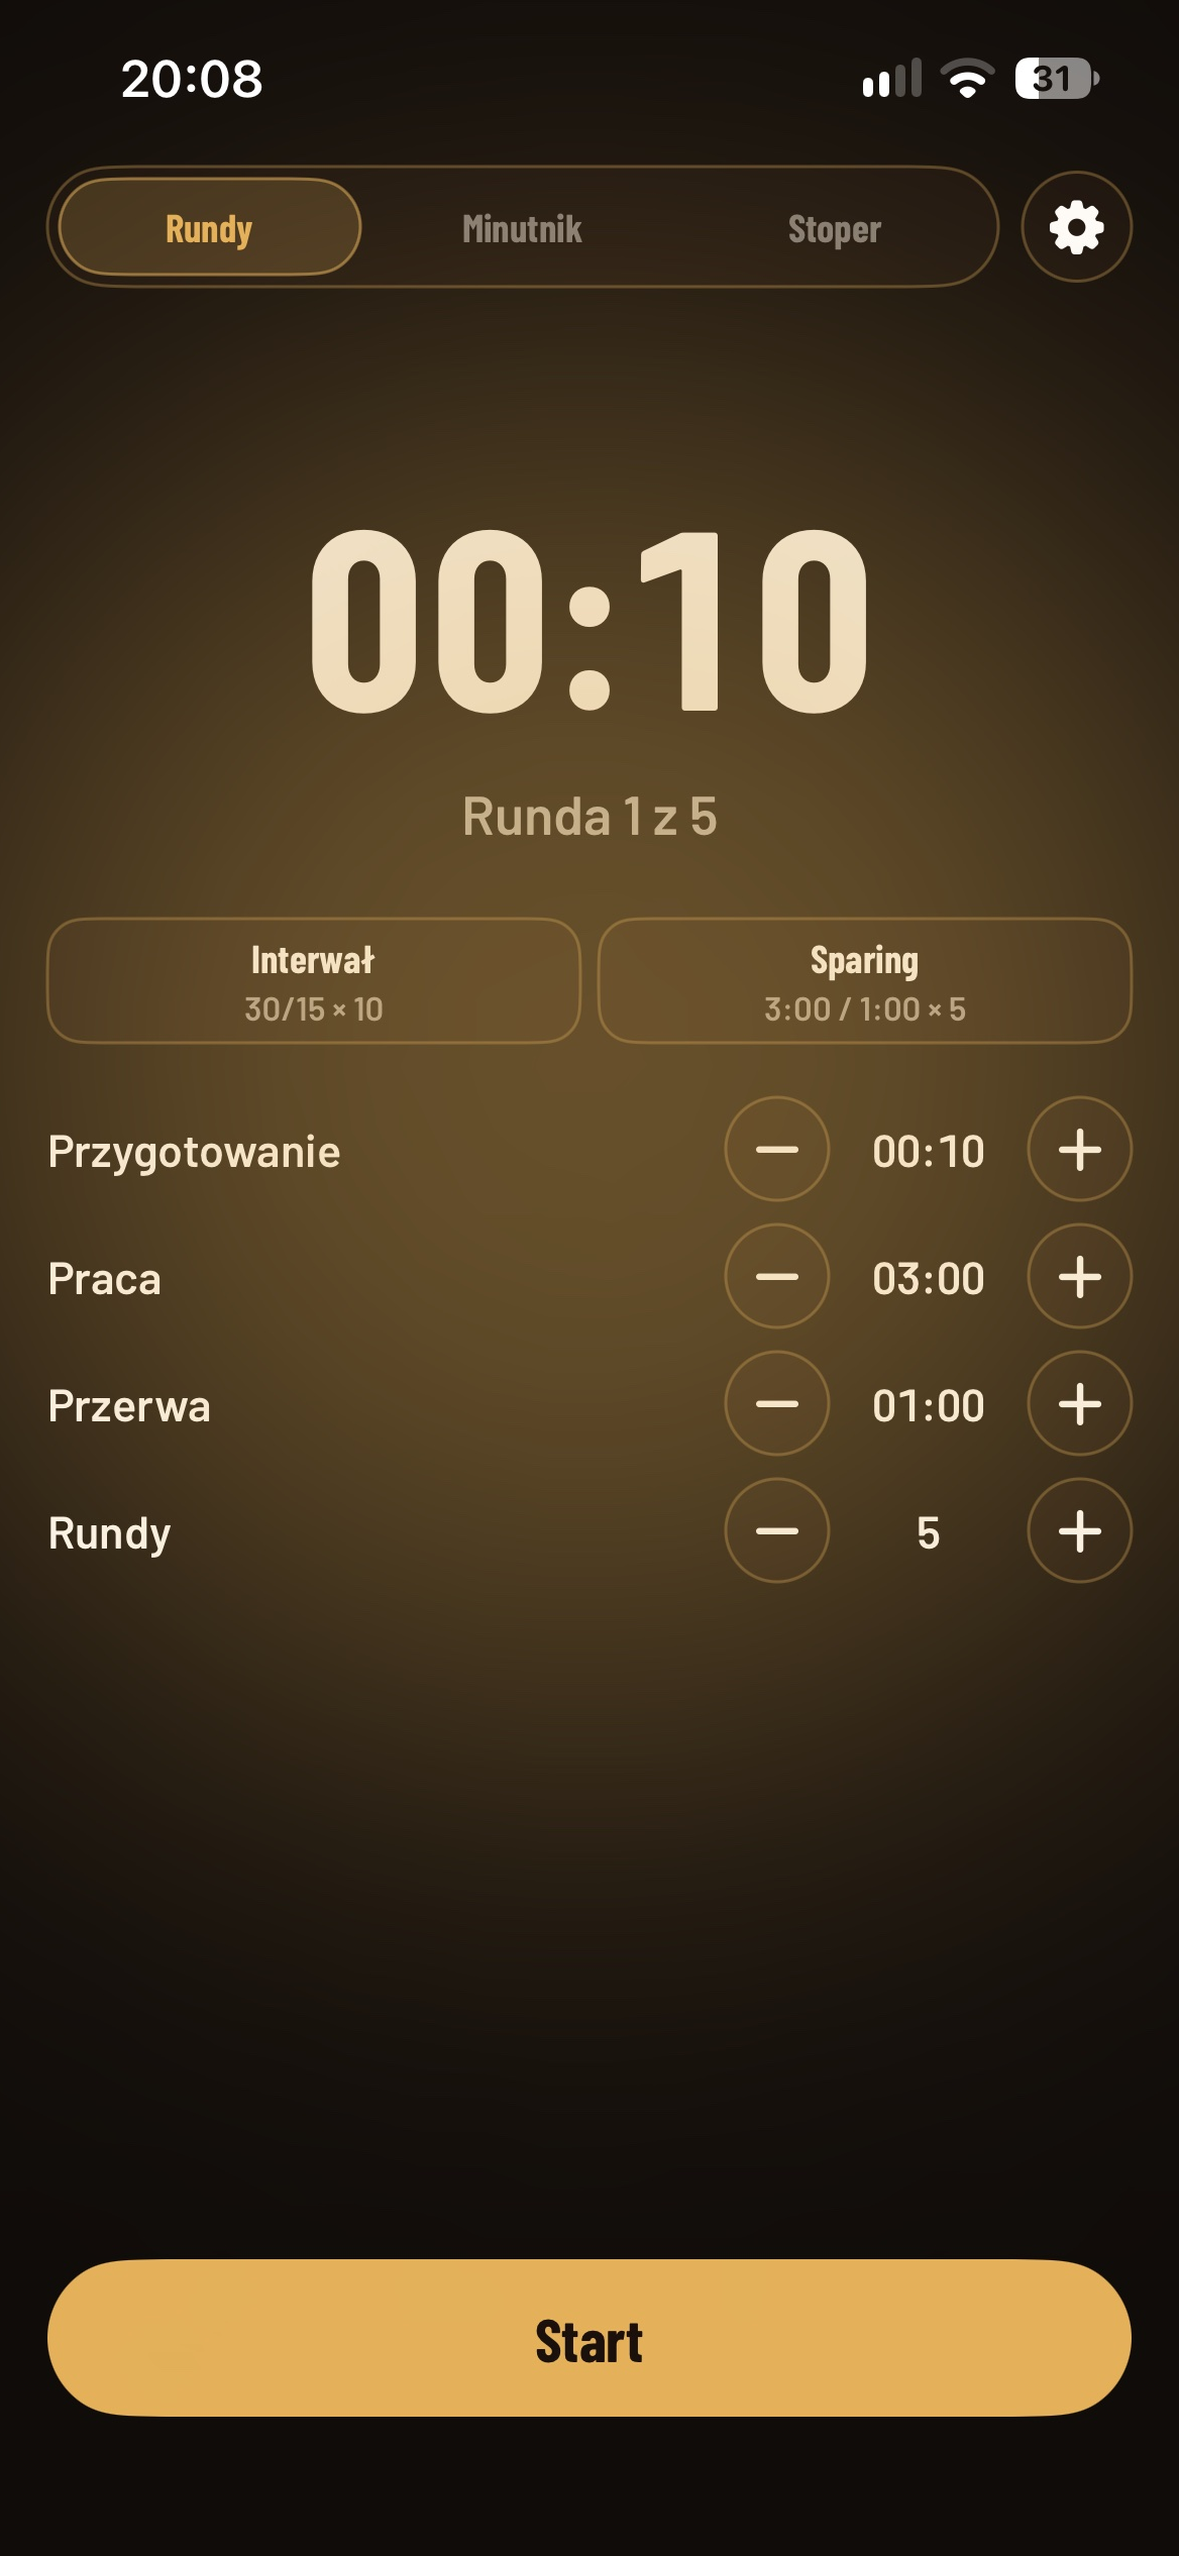 20:08
31
Rundy Minutnik Stoper
00:10
Runda 1 z 5
Interwał Sparing
30/15 × 10 3:00 / 1:00 × 5
Przygotowanie 00:10
Praca 03:00
Przerwa 01:00
Rundy 5
Start